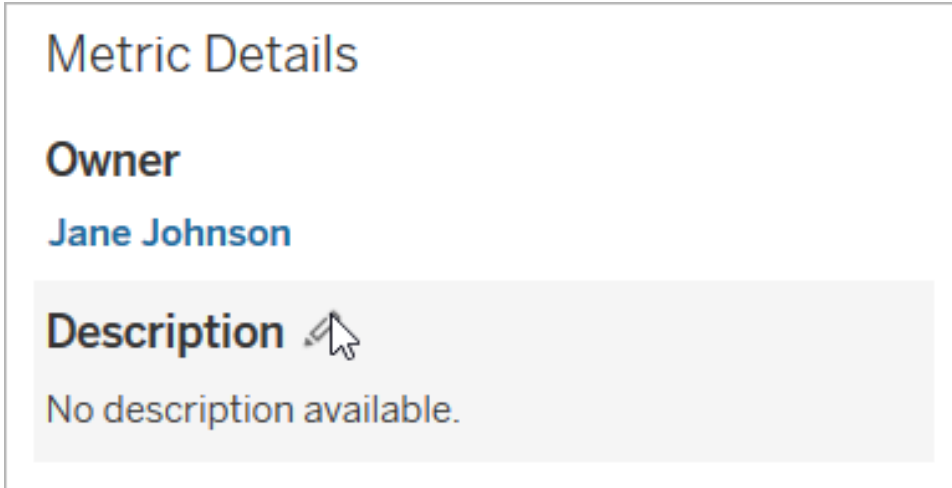 Metric Details
Owner
Jane Johnson
Description
No description available.